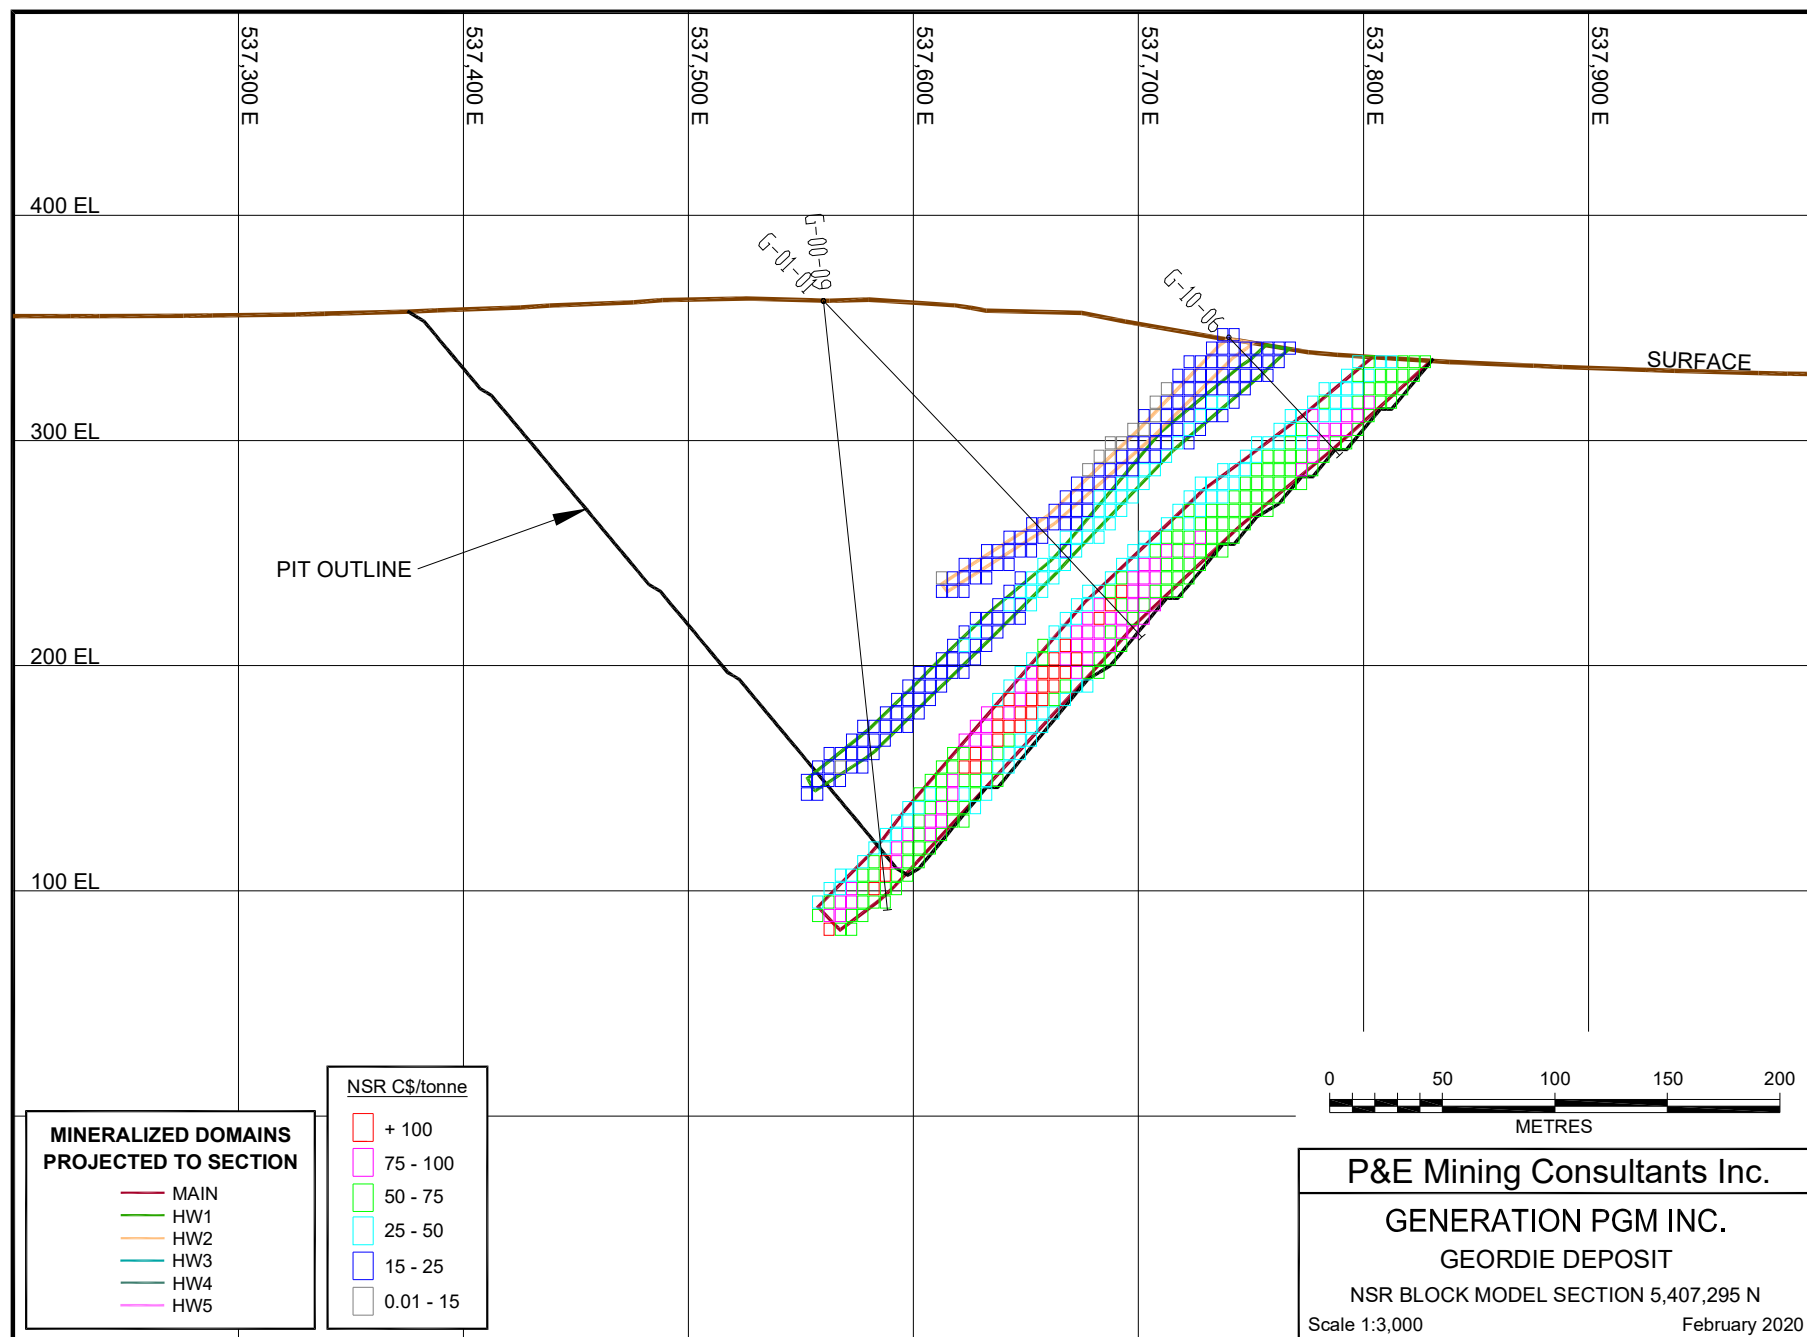 537,300 E
537,400 E
537,500 E
537,600 E
537,700 E
537,800 E
537,900 E
400 EL
G-00-09
G-01-01
G-10-06
SURFACE
300 EL
PIT OUTLINE
200 EL
100 EL
MINERALIZED DOMAINS
PROJECTED TO SECTION
MAIN
HW1
HW2
HW3
HW4
HW5
NSR C$/tonne
+ 100
75 - 100
50 - 75
25 - 50
15 - 25
0.01 - 15
0 50 100 150 200
METRES
P&E Mining Consultants Inc.
GENERATION PGM INC.
GEORDIE DEPOSIT
NSR BLOCK MODEL SECTION 5,407,295 N
Scale 1:3,000 February 2020